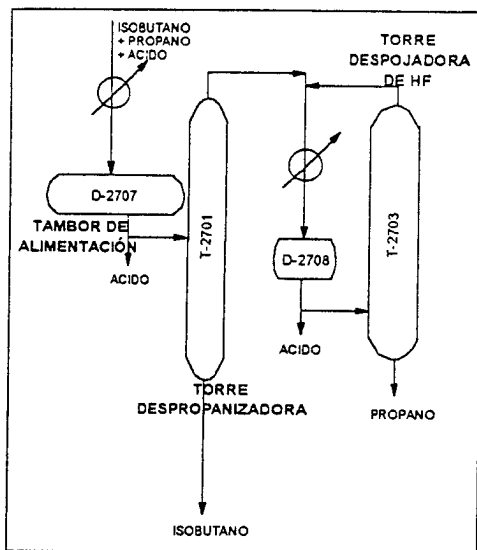 ISOBUTANO
+ PROPANO
+ ACIDO
TORRE
DESPOJADORA
DE HF
D-2707
TAMBOR DE
ALIMENTACIÓN
ACIDO
T-2701
D-2708
ACIDO
T-2703
TORRE
DESPROPANIZADORA
PROPANO
ISOBUTANO